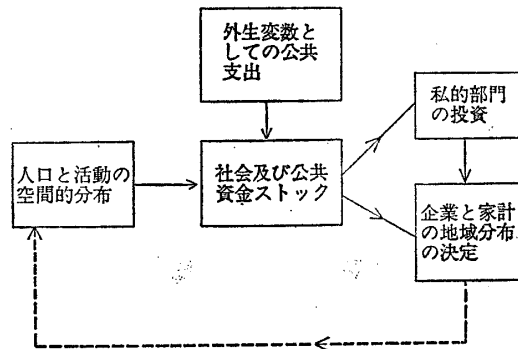 外生変数と
しての公共
支出
私的部門
の投資
人口と活動の
空間的分布
社会及び公共
資金ストック
企業と家計
の地域分布
の決定